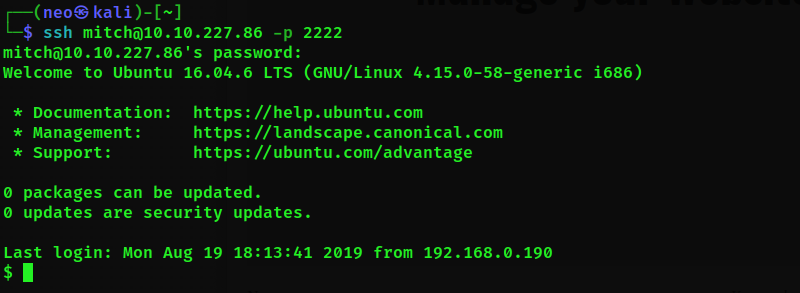 ┌──(neo㉿kali)-[~]
└─$ ssh mitch@10.10.227.86 -p 2222
mitch@10.10.227.86's password:
Welcome to Ubuntu 16.04.6 LTS (GNU/Linux 4.15.0-58-generic i686)
* Documentation:  https://help.ubuntu.com
* Management:     https://landscape.canonical.com
* Support:        https://ubuntu.com/advantage
0 packages can be updated.
0 updates are security updates.
Last login: Mon Aug 19 18:13:41 2019 from 192.168.0.190
$